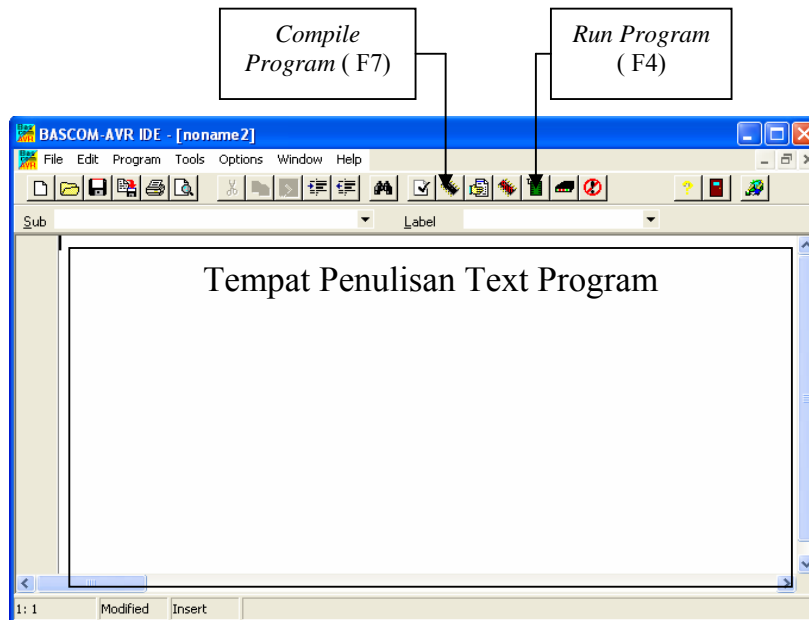 Compile
Program ( F7)
Run Program
( F4)
BASCOM-AVR IDE - [noname2]
File Edit Program Tools Options Window Help
Sub
Label
Tempat Penulisan Text Program
1: 1 Modified Insert